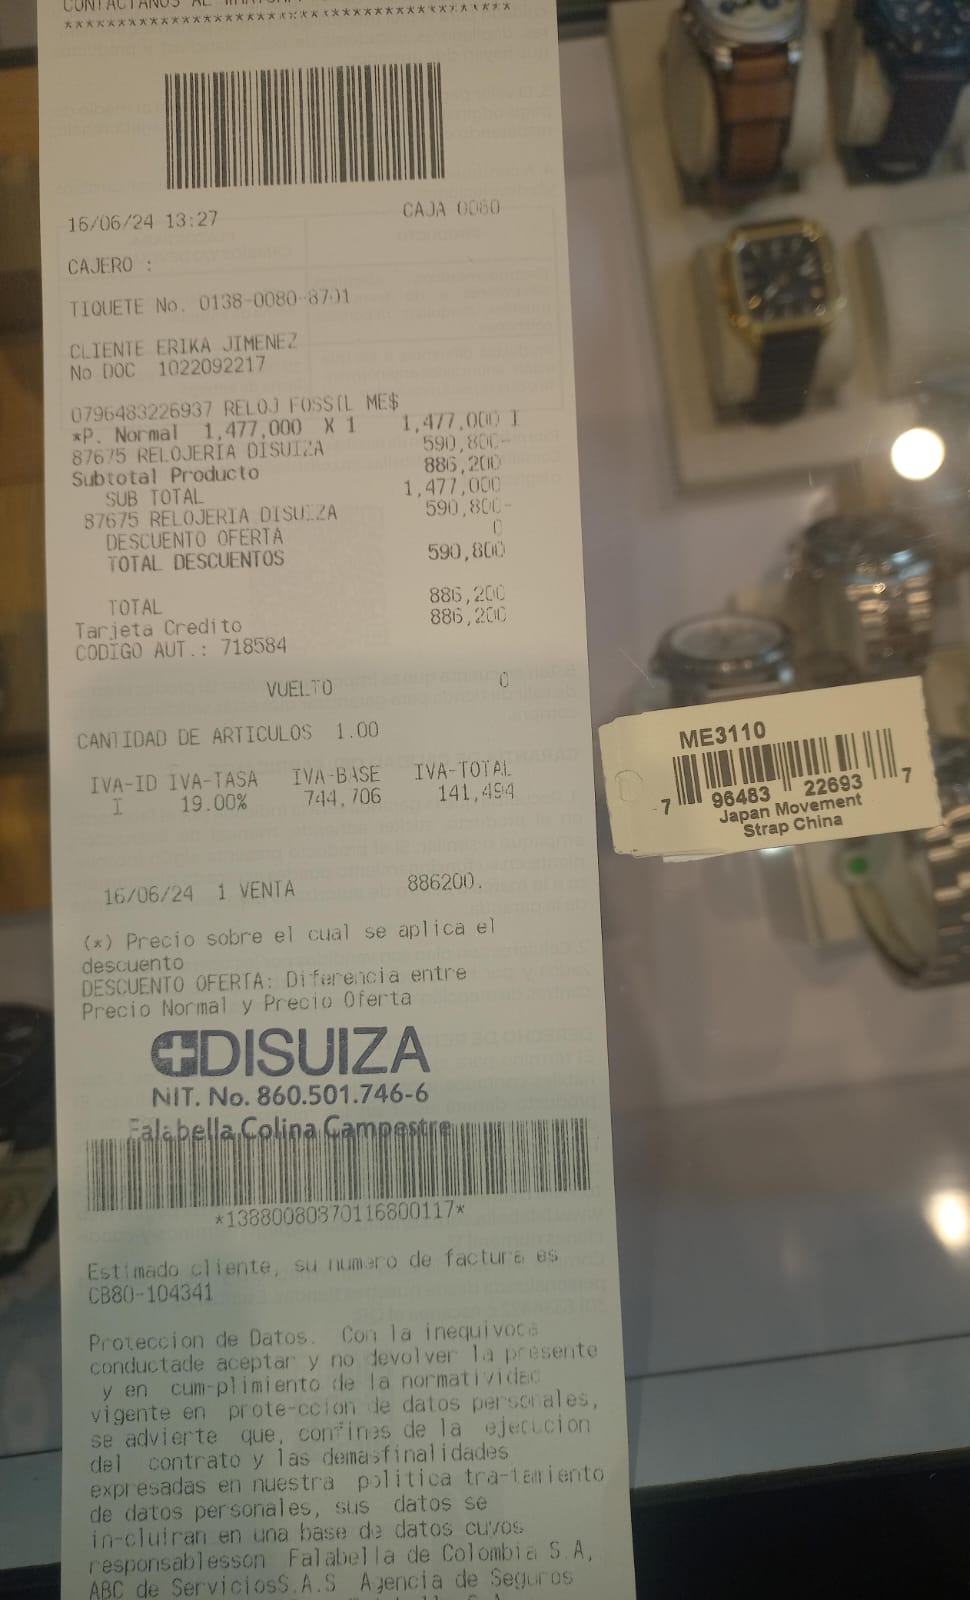 CONTACTANOS AL
16/06/24 13:27 CAJA 0080
CAJERO :
TIQUETE No. 0138-0080-8701
CLIENTE ERIKA JIMENEZ
No DOC 1022092217
0796483226937 RELOJ FOSSIL ME$
*P. Normal 1,477,000 X 1 1,477,000 I
87675 RELOJERIA DISUIZA 590,800-
Subtotal Producto 886,200
SUB TOTAL 1,477,000
87675 RELOJERIA DISUIZA 590,800-
DESCUENTO OFERTA 0
TOTAL DESCUENTOS 590,800
TOTAL 886,200
Tarjeta Credito 886,200
CODIGO AUT.: 718584
VUELTO 0
CANTIDAD DE ARTICULOS 1.00
IVA-ID IVA-TASA IVA-BASE IVA-TOTAL
I 19.00% 744,706 141,494
16/06/24 1 VENTA 886200.
(*) Precio sobre el cual se aplica el
descuento
DESCUENTO OFERTA: Diferencia entre
Precio Normal y Precio Oferta
DISUIZA
NIT. No. 860.501.746-6
Falabella Colina Campestre
*13880080870116800117*
Estimado cliente, su numero de factura es
CB80-104341
Proteccion de Datos. Con la inequivoca
conductade aceptar y no devolver la presente
y en cum-plimiento de la normatividad
vigente en prote-ccion de datos personales,
se advierte que, confines de la ejecucion
del contrato y las demasfinalidades
expresadas en nuestra politica tra-tamiento
de datos personales, sus datos se
in-cluiran en una base de datos cuyos
responsablesson Falabella de Colombia S.A,
ABC de ServiciosS.A.S Agencia de Seguros
ME3110
7 96483 22693 7
Japan Movement
Strap China